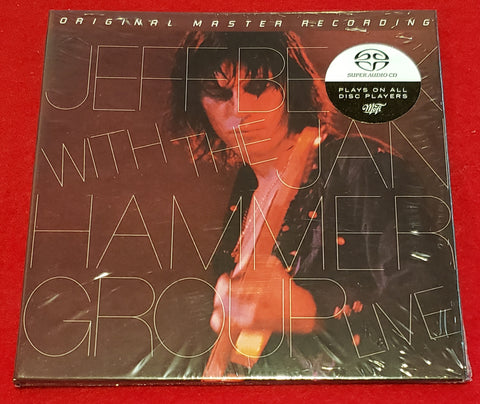 ORIGINAL MASTER RECORDING
JEFF BECK
WITH THE JAN
HAMMER
GROUP LIVE
SUPER AUDIO CD
PLAYS ON ALL
DISC PLAYERS